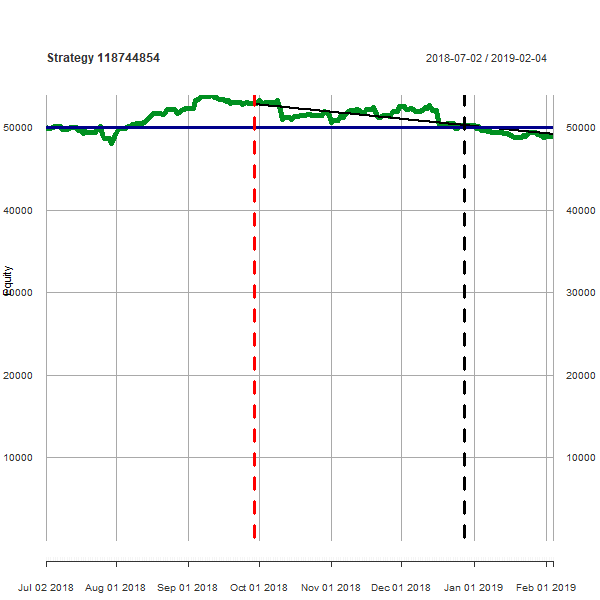 Strategy 118744854
2018-07-02 / 2019-02-04
50000 50000
40000 40000
Equity
30000 30000
20000 20000
10000 10000
Jul 02 2018 Aug 01 2018 Sep 01 2018 Oct 01 2018 Nov 01 2018 Dec 01 2018 Jan 01 2019 Feb 01 2019